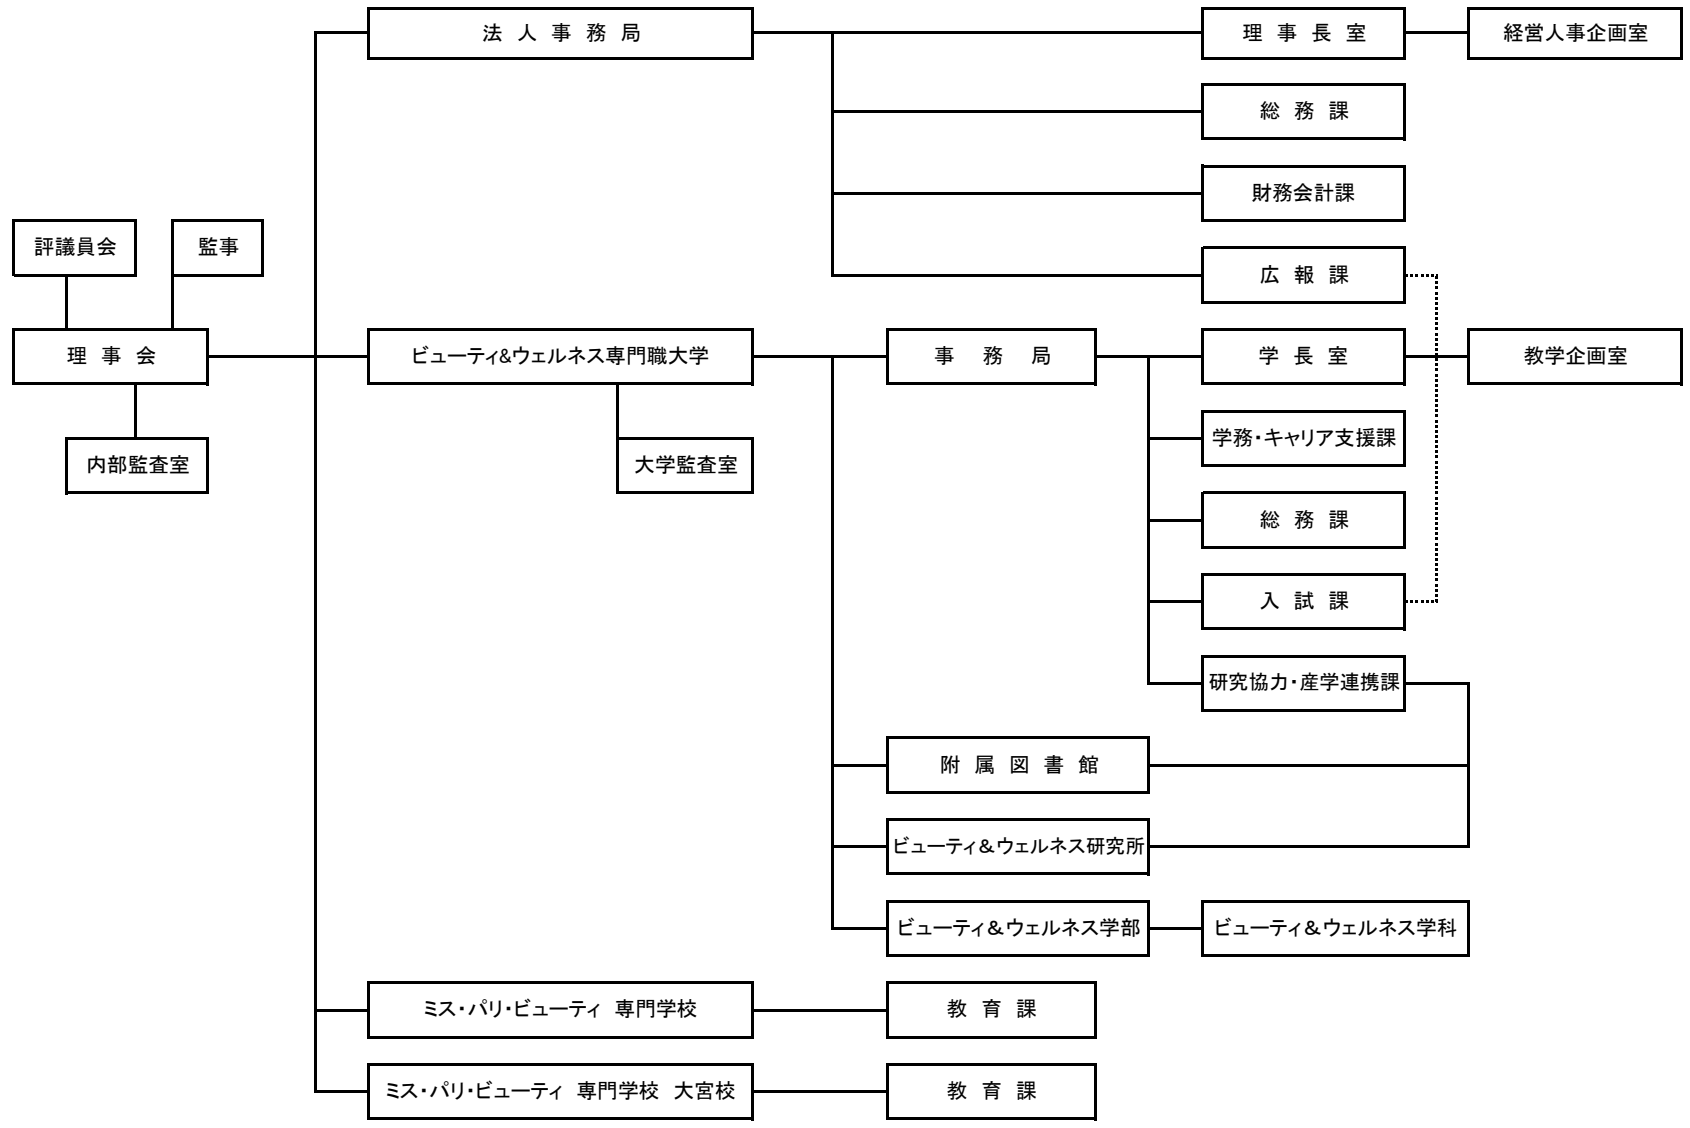 法 人 事 務 局
理 事 長 室
経営人事企画室
総 務 課
財務会計課
評議員会
監事
広 報 課
理 事 会
ビューティ&ウェルネス専門職大学
事 務 局
学 長 室
教学企画室
学務・キャリア支援課
内部監査室
大学監査室
総 務 課
入 試 課
研究協力・産学連携課
附 属 図 書 館
ビューティ＆ウェルネス研究所
ビューティ＆ウェルネス学部
ビューティ＆ウェルネス学科
ミス・パリ・ビューティ 専門学校
教 育 課
ミス・パリ・ビューティ 専門学校 大宮校
教 育 課